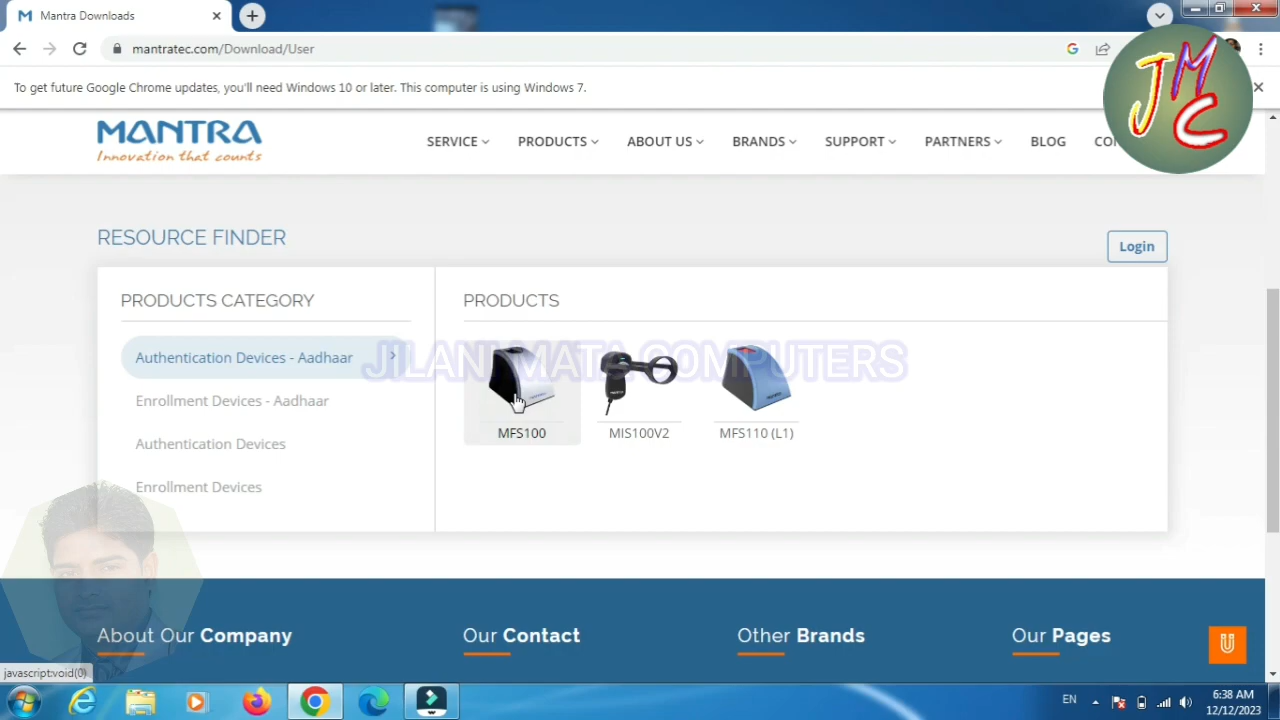 Mantra Downloads
mantratec.com/Download/User
To get future Google Chrome updates, you'll need Windows 10 or later. This computer is using Windows 7.
JMC
MANTRA
Innovation that counts
SERVICE
PRODUCTS
ABOUT US
BRANDS
SUPPORT
PARTNERS
BLOG
RESOURCE FINDER
Login
PRODUCTS CATEGORY
Authentication Devices - Aadhaar
Enrollment Devices - Aadhaar
Authentication Devices
Enrollment Devices
PRODUCTS
JILANI MATA COMPUTERS
MFS100
MIS100V2
MFS110 (L1)
About Our Company
Our Contact
Other Brands
Our Pages
javascript:void(0)
EN
6:38 AM
12/12/2023